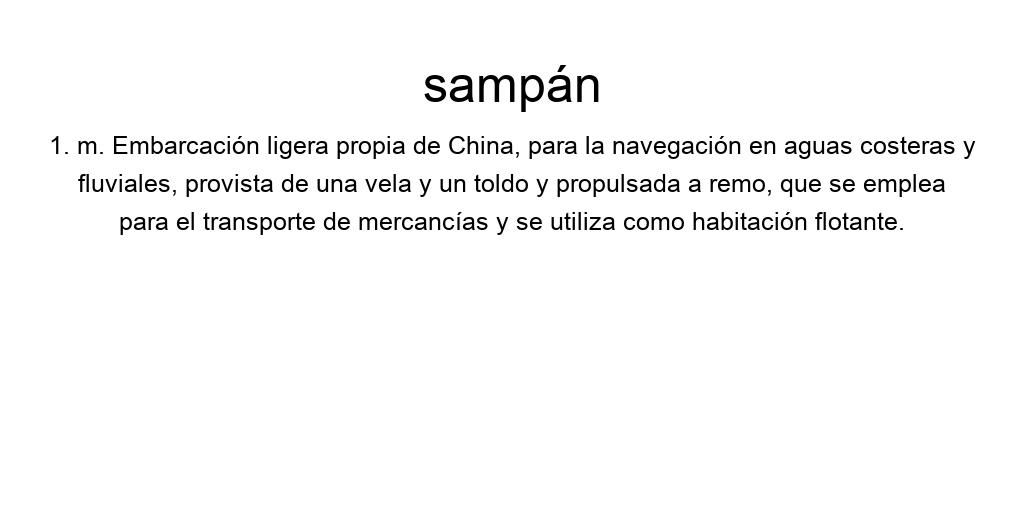 sampán
1. m. Embarcación ligera propia de China, para la navegación en aguas costeras y
fluviales, provista de una vela y un toldo y propulsada a remo, que se emplea
para el transporte de mercancías y se utiliza como habitación flotante.